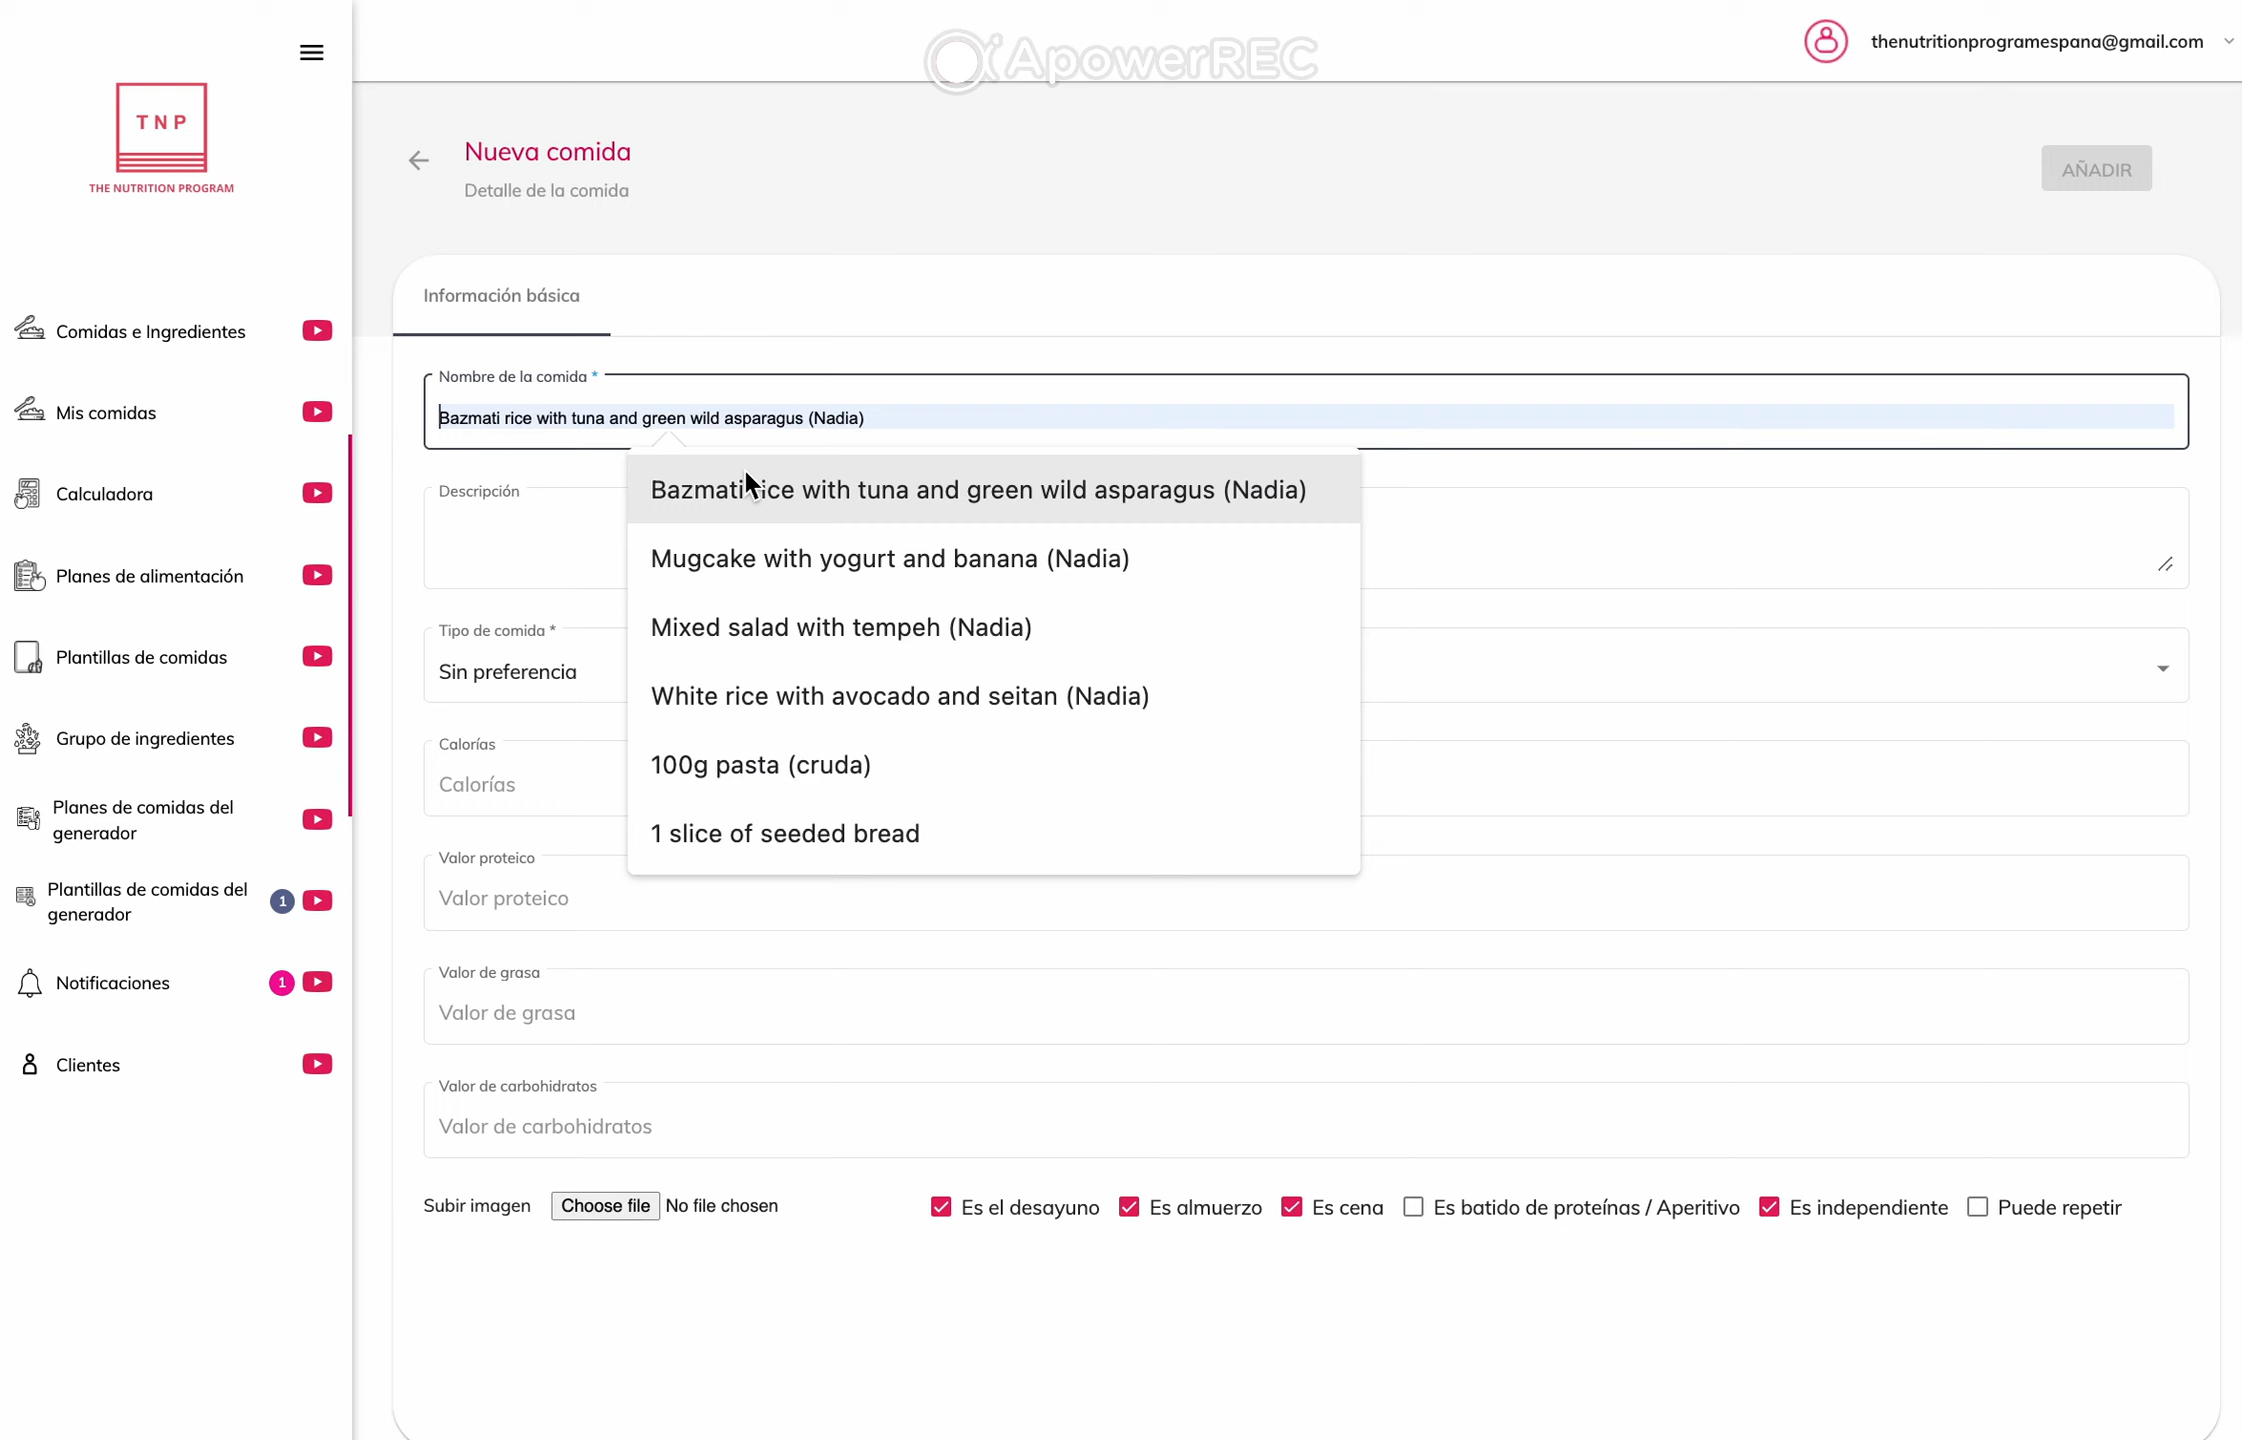 ApowerREC
thenutritionprogramespana@gmail.com
TNP
THE NUTRITION PROGRAM
Nueva comida
Detalle de la comida
AÑADIR
Comidas e Ingredientes
Mis comidas
Calculadora
Planes de alimentación
Plantillas de comidas
Grupo de ingredientes
Planes de comidas del
generador
Plantillas de comidas del
generador
1
Notificaciones
1
Clientes
Información básica
Nombre de la comida *
Bazmati rice with tuna and green wild asparagus (Nadia)
Bazmati rice with tuna and green wild asparagus (Nadia)
Mugcake with yogurt and banana (Nadia)
Mixed salad with tempeh (Nadia)
White rice with avocado and seitan (Nadia)
100g pasta (cruda)
1 slice of seeded bread
Descripción
Tipo de comida *
Sin preferencia
Calorías
Calorías
Valor proteico
Valor proteico
Valor de grasa
Valor de grasa
Valor de carbohidratos
Valor de carbohidratos
Subir imagen Choose file No file chosen Es el desayuno Es almuerzo Es cena Es batido de proteínas / Aperitivo Es independiente Puede repetir